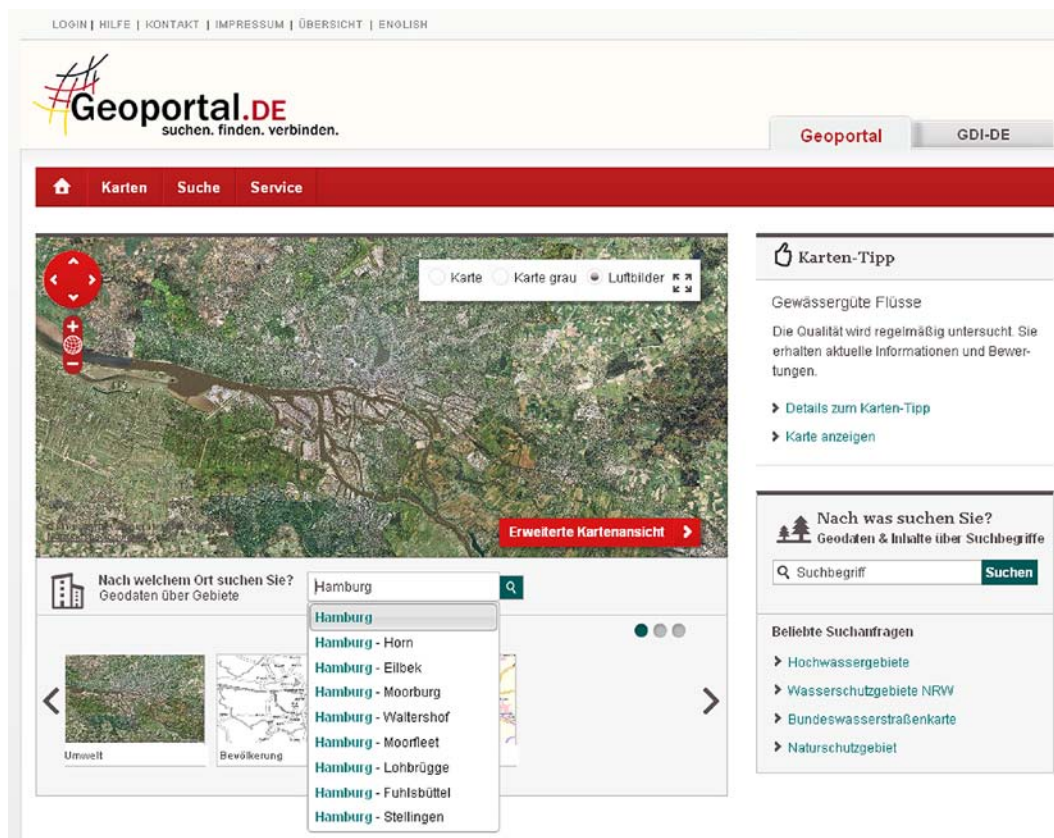 LOGIN | HILFE | KONTAKT | IMPRESSUM | ÜBERSICHT | ENGLISH
Geoportal.DE
suchen. finden. verbinden.
Geoportal
GDI-DE
Karten Suche Service
Karte Karte grau Luftbilder
Erweiterte Kartenansicht
Nach welchem Ort suchen Sie?
Geodaten über Gebiete
Hamburg
Hamburg
Hamburg - Horn
Hamburg - Eilbek
Hamburg - Moorburg
Hamburg - Waltershof
Hamburg - Moorfleet
Hamburg - Lohbrügge
Hamburg - Fuhlsbüttel
Hamburg - Stellingen
Umwelt
Bevölkerung
Karten-Tipp
Gewässergüte Flüsse
Die Qualität wird regelmäßig untersucht. Sie
erhalten aktuelle Informationen und Bewer-
tungen.
Details zum Karten-Tipp
Karte anzeigen
Nach was suchen Sie?
Geodaten & Inhalte über Suchbegriffe
Suchbegriff
Suchen
Beliebte Suchanfragen
Hochwassergebiete
Wasserschutzgebiete NRW
Bundeswasserstraßenkarte
Naturschutzgebiet